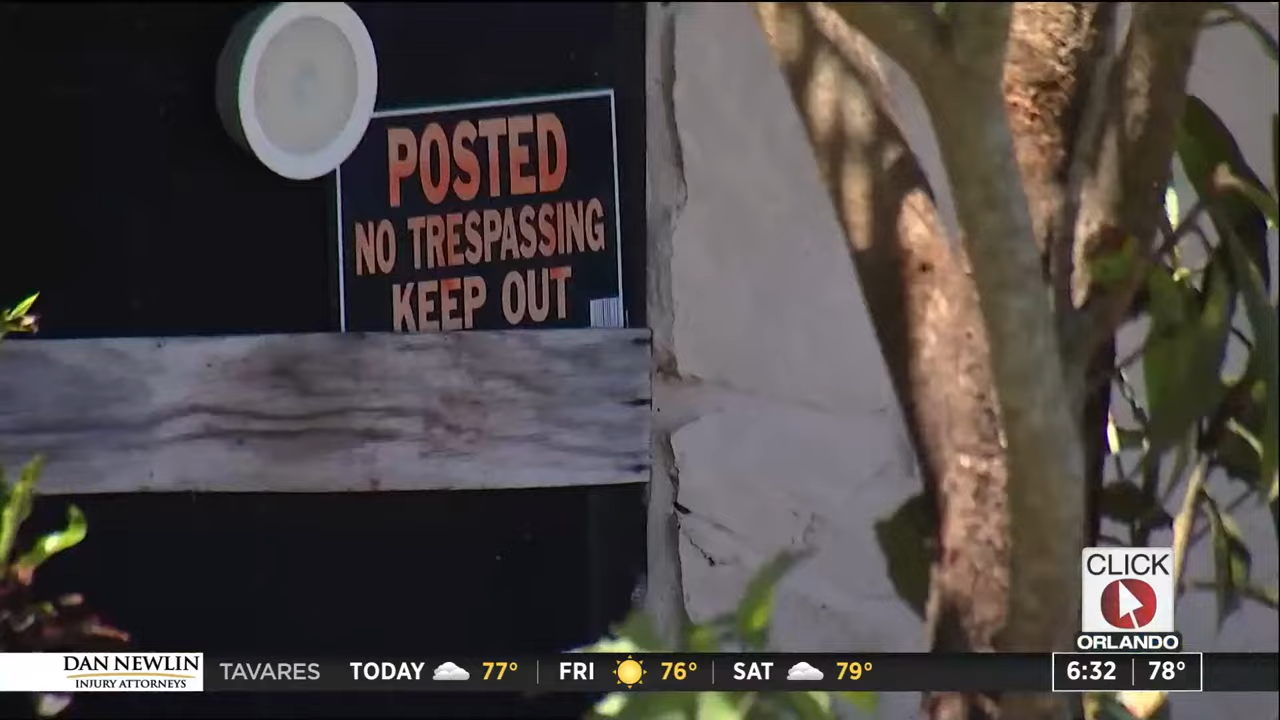 POSTED
NO TRESPASSING
KEEP OUT
CLICK
ORLANDO
DAN NEWLIN
INJURY ATTORNEYS
TAVARES TODAY 77° FRI 76° SAT 79° 6:32 78°